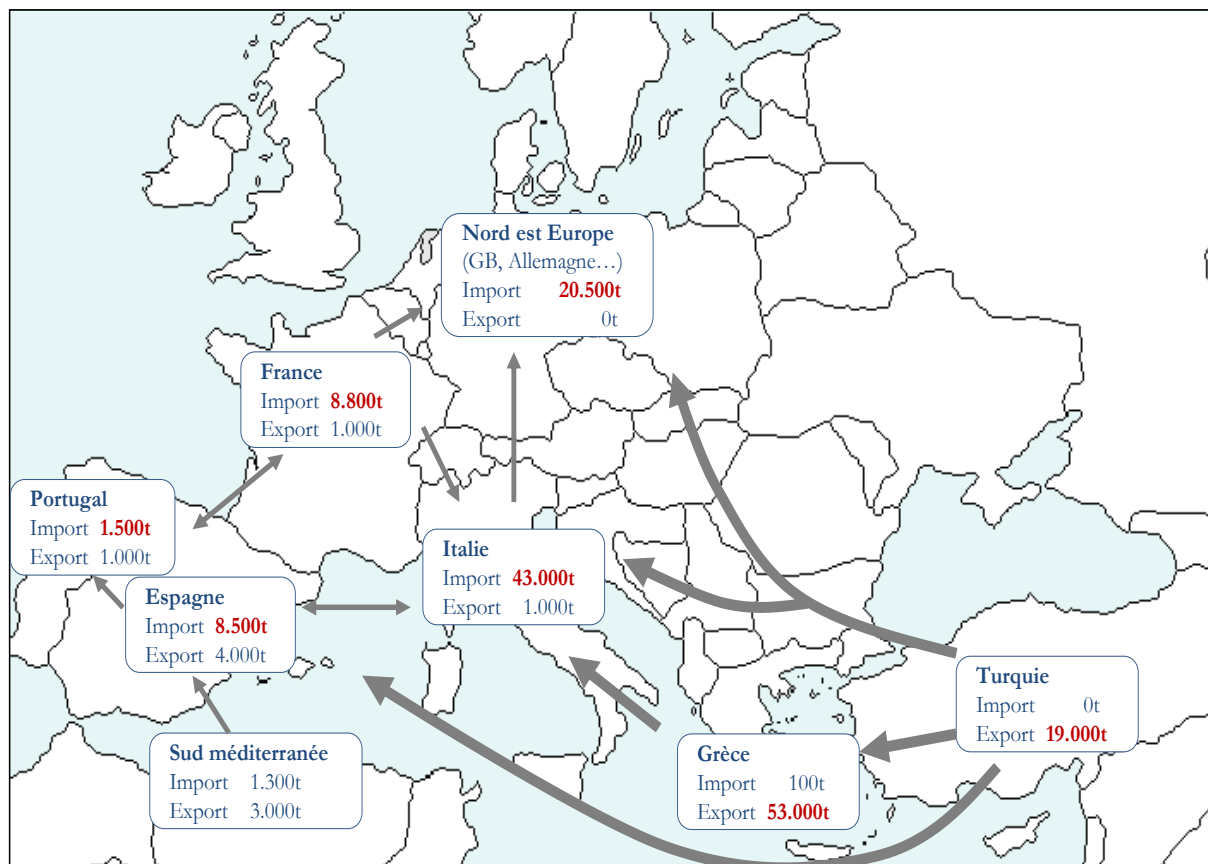 Nord est Europe
(GB, Allemagne…)
Import 20.500t
Export 0t
France
Import 8.800t
Export 1.000t
Portugal
Import 1.500t
Export 1.000t
Italie
Import 43.000t
Export 1.000t
Espagne
Import 8.500t
Export 4.000t
Turquie
Import 0t
Export 19.000t
Sud méditerranée
Import 1.300t
Export 3.000t
Grèce
Import 100t
Export 53.000t